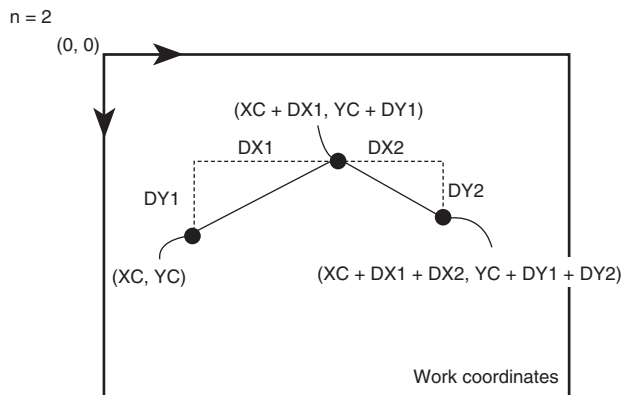 n = 2
(0, 0)
(XC + DX1, YC + DY1)
DX1
DX2
DY1
DY2
(XC, YC)
(XC + DX1 + DX2, YC + DY1 + DY2)
Work coordinates